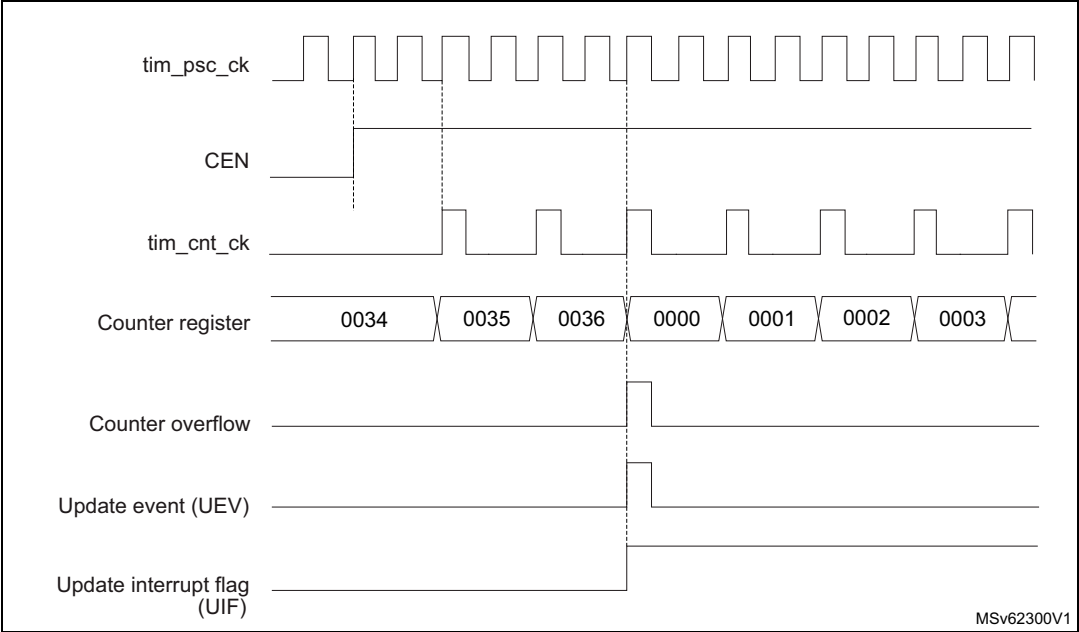 tim_psc_ck
CEN
tim_cnt_ck
Counter register 0034 0035 0036 0000 0001 0002 0003
Counter overflow
Update event (UEV)
Update interrupt flag
(UIF)
MSv62300V1